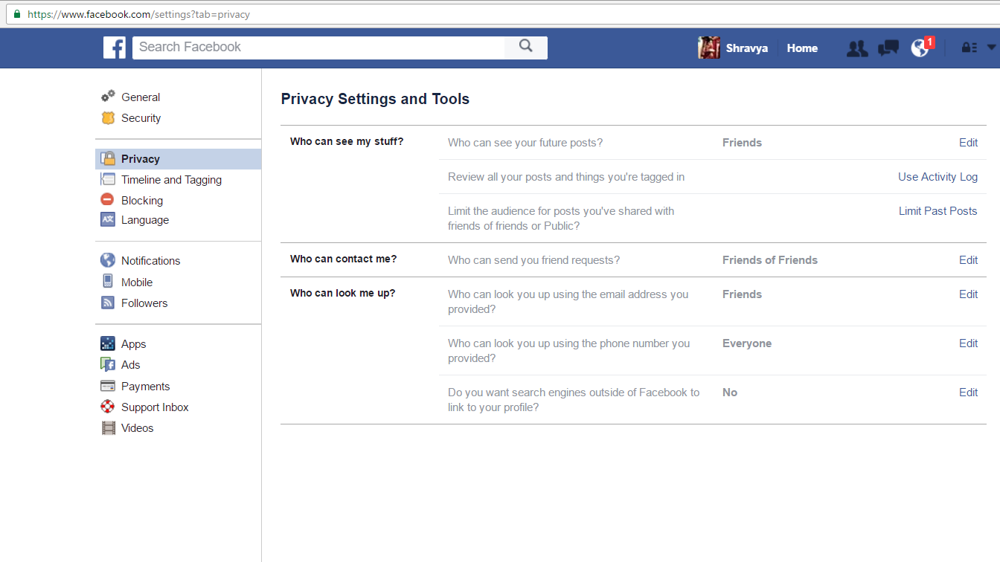 https://www.facebook.com/settings?tab=privacy
f Search Facebook Shravya Home 1
General
Security
Privacy
Timeline and Tagging
Blocking
Language
Notifications
Mobile
Followers
Apps
Ads
Payments
Support Inbox
Videos
Privacy Settings and Tools
Who can see my stuff? Who can see your future posts? Friends Edit
Review all your posts and things you're tagged in Use Activity Log
Limit the audience for posts you've shared with Limit Past Posts
friends of friends or Public?
Who can contact me? Who can send you friend requests? Friends of Friends Edit
Who can look me up? Who can look you up using the email address you Friends Edit
provided?
Who can look you up using the phone number you Everyone Edit
provided?
Do you want search engines outside of Facebook to No Edit
link to your profile?